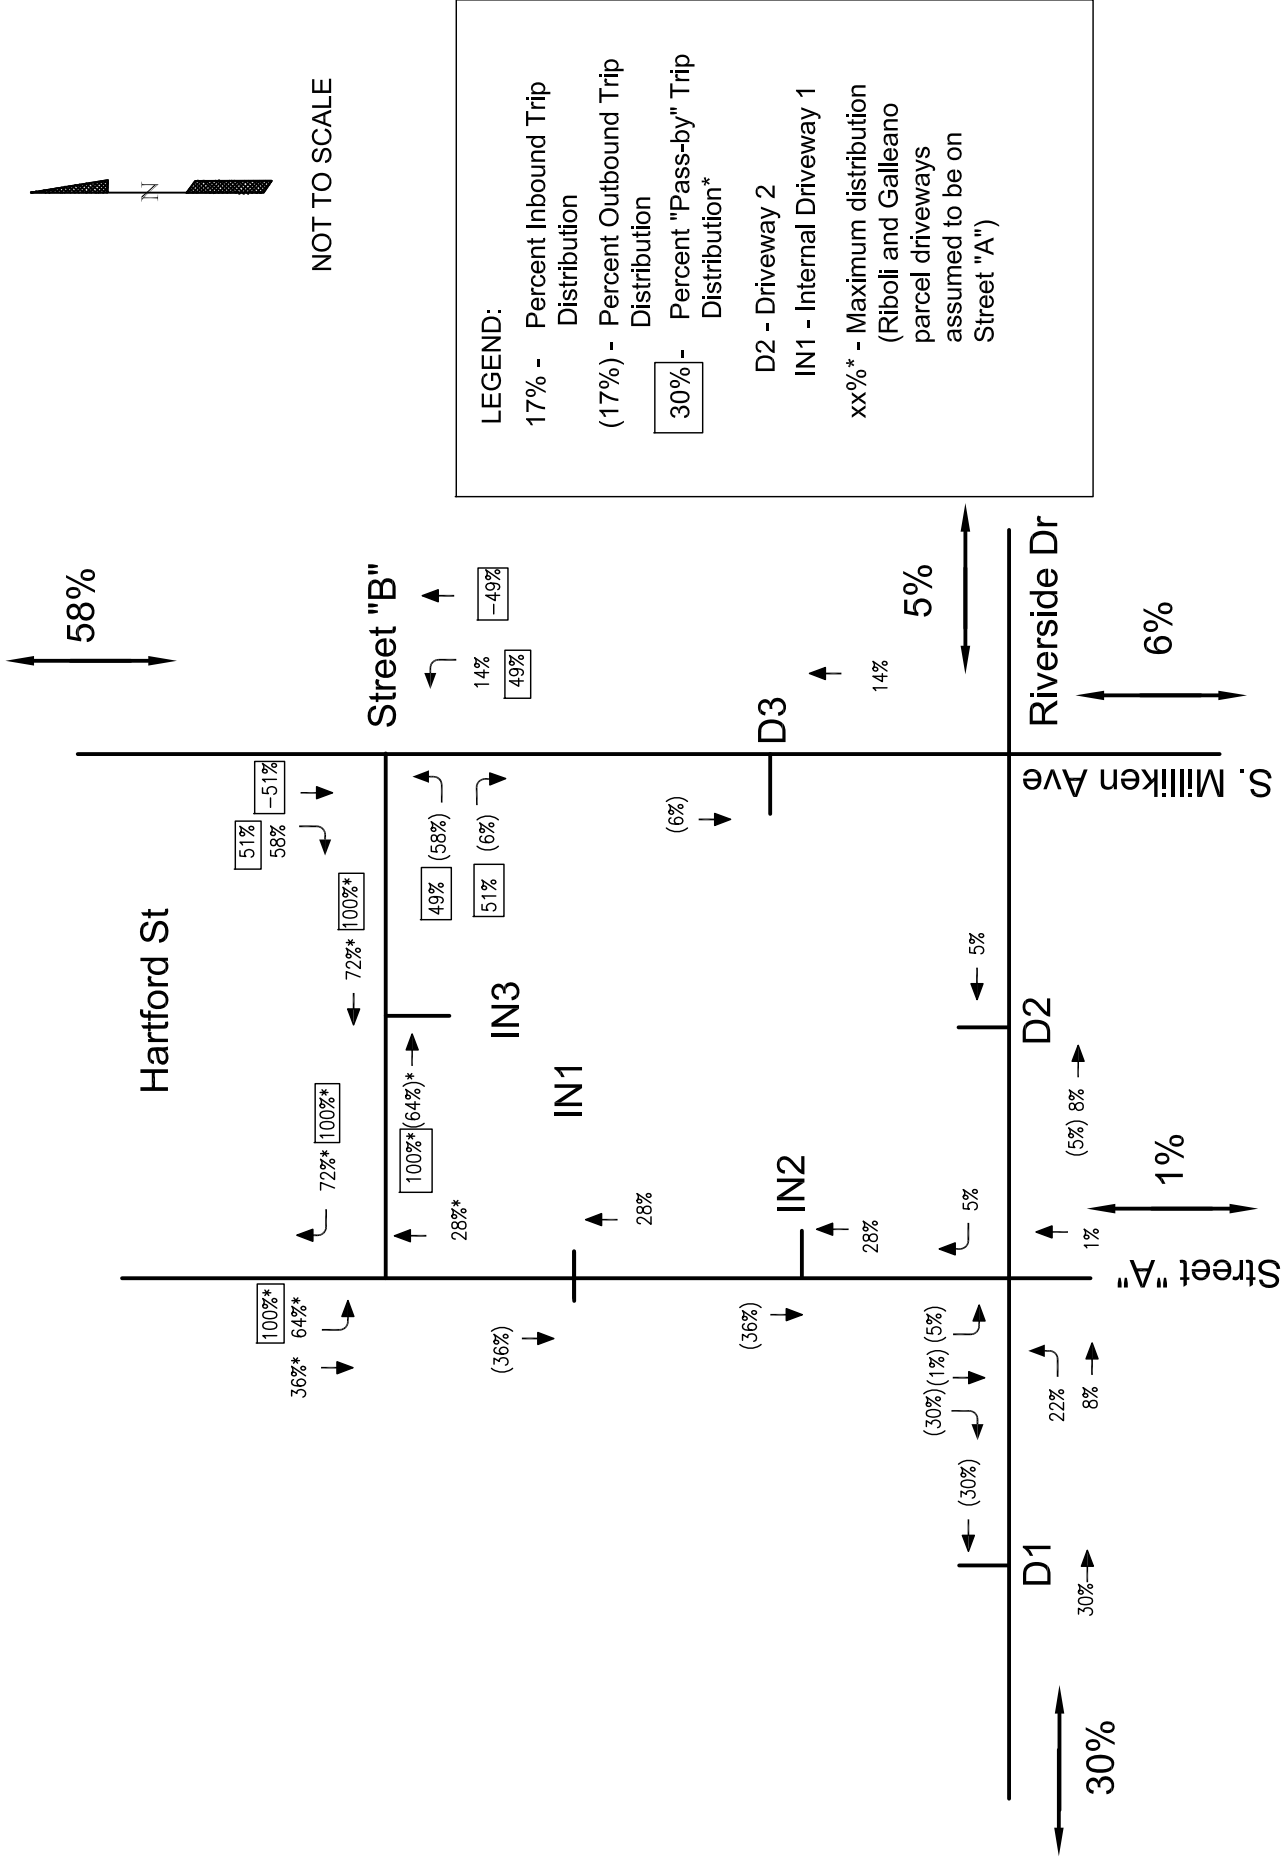 N
NOT TO SCALE
LEGEND:
17% - Percent Inbound Trip
Distribution
(17%) - Percent Outbound Trip
Distribution
30% - Percent "Pass-by" Trip
Distribution*
D2 - Driveway 2
IN1 - Internal Driveway 1
xx%* - Maximum distribution
(Riboli and Galleano
parcel driveways
assumed to be on
Street "A")
58%
Hartford St
Street "B"
-49%
14%
49%
-51%
51%
58%
72%* 100%*
49% (58%)
51% (6%)
72%* 100%*
100%* (64%)*
28%*
100%*
64%*
36%*
IN3
IN1
28%
(36%)
IN2
28%
(36%)
D3
(6%)
14%
5%
Riverside Dr
6%
S. Milliken Ave
5%
D2
(5%) 8%
5%
1%
1%
Street "A"
(30%) (1%) (5%)
22%
8%
(30%)
D1
30%
30%